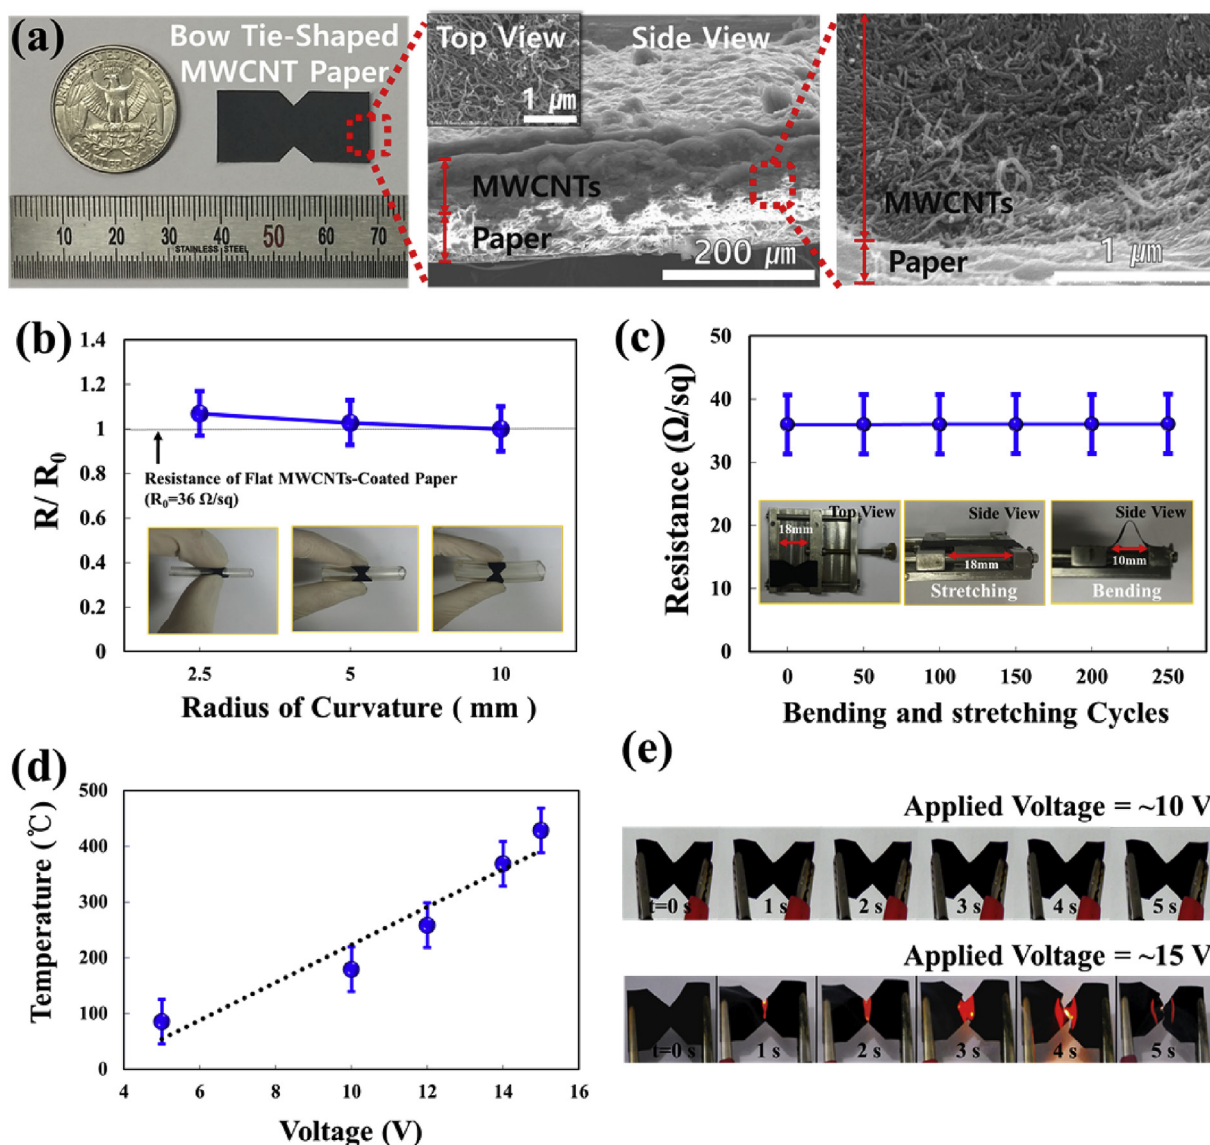 (a)
Bow Tie-Shaped
MWCNT Paper
10 20 30 40 50 60 70
STAINLESS STEEL
Top View
Side View
1 ㎛
MWCNTs
Paper
200 ㎛
MWCNTs
Paper
1 ㎛
(b)
1.4
1.2
1
0.8
0.6
0.4
0.2
0
R/ R0
Resistance of Flat MWCNTs-Coated Paper
(R0=36 Ω/sq)
2.5 5 10
Radius of Curvature ( mm )
(c)
50
40
30
20
10
0
Resistance (Ω/sq)
Top View
18mm
Side View
18mm
Stretching
Side View
10mm
Bending
0 50 100 150 200 250
Bending and stretching Cycles
(d)
500
400
300
200
100
0
Temperature (℃)
4 6 8 10 12 14 16
Voltage (V)
(e)
Applied Voltage = ~10 V
t=0 s 1 s 2 s 3 s 4 s 5 s
Applied Voltage = ~15 V
t=0 s 1 s 2 s 3 s 4 s 5 s